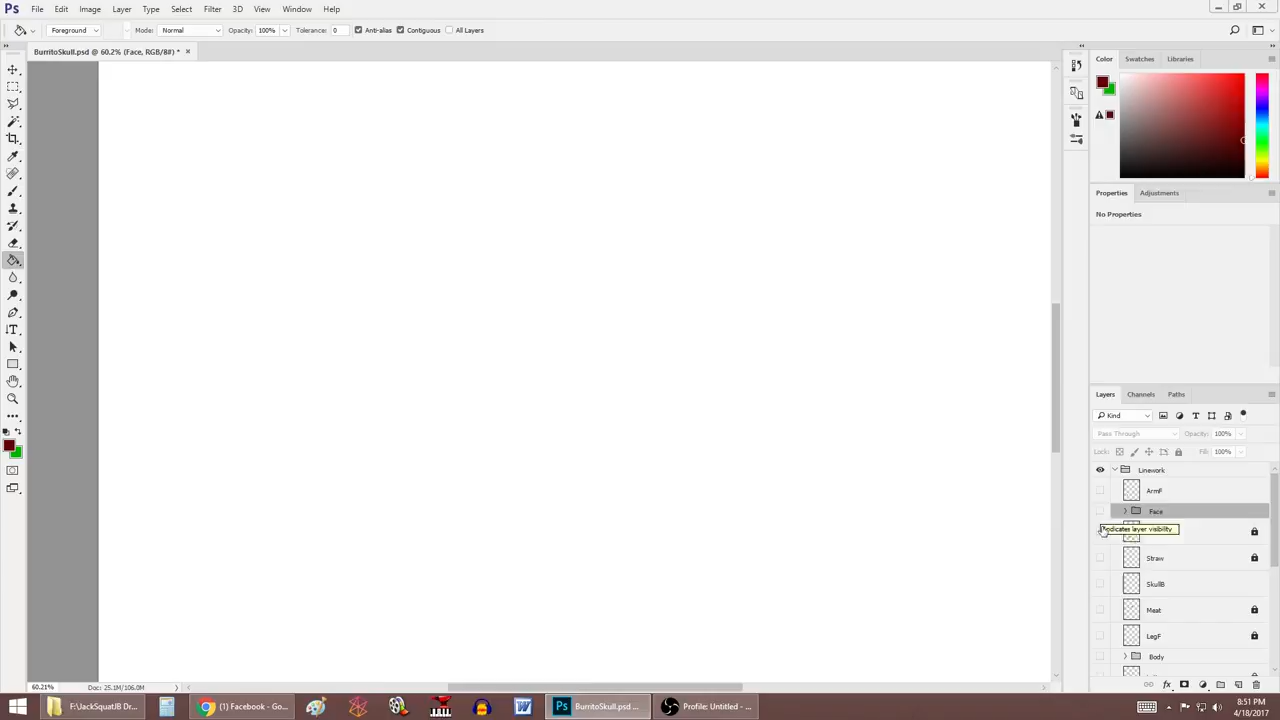 Ps File Edit Image Layer Type Select Filter 3D View Window Help
Foreground Mode: Normal Opacity: 100% Tolerance: 0 Anti-alias Contiguous All Layers
BurritoSkull.psd @ 60.2% (Face, RGB/8#) * ×
Color Swatches Libraries
Properties Adjustments
No Properties
Layers Channels Paths
Kind
Pass Through Opacity: 100%
Lock: Fill: 100%
Linework
ArmF
Face
Indicates layer visibility
Straw
SkullB
Meat
LegF
Body
60.21% Doc: 25.1M/106.0M
F:\JackSquatJB Dr... (1) Facebook - Go... Ps BurritoSkull.psd ... Profile: Untitled - ... 8:51 PM
4/18/2017